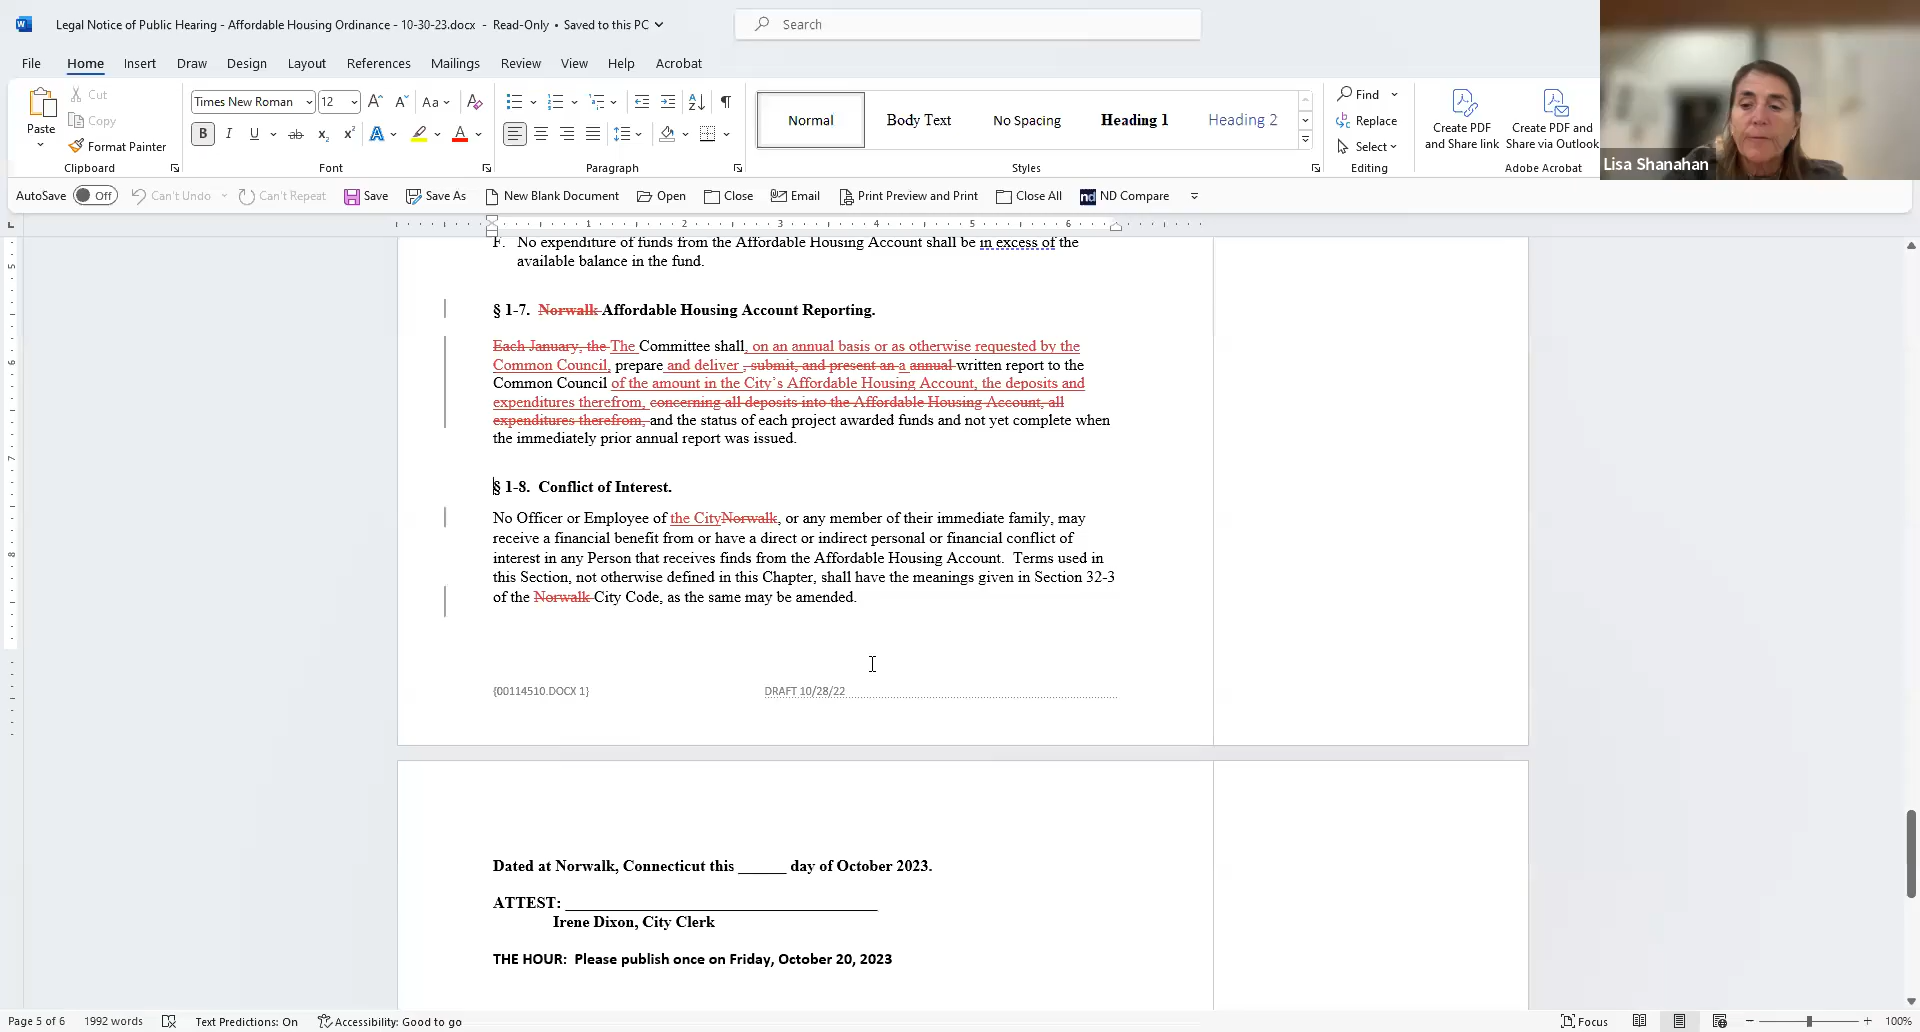 Legal Notice of Public Hearing - Affordable Housing Ordinance - 10-30-23.docx - Read-Only • Saved to this PC
Search
File Home Insert Draw Design Layout References Mailings Review View Help Acrobat
Paste
Cut
Copy
Format Painter
Clipboard
Times New Roman 12
Aa
B I U ab x₂ x² A A
Font
Paragraph
Normal
Body Text
No Spacing
Heading 1
Heading 2
Styles
Find
Replace
Select
Editing
Create PDF and Share link
Create PDF and Share via Outlook
Adobe Acrobat
Lisa Shanahan
AutoSave Off Can't Undo Can't Repeat Save Save As New Blank Document Open Close Email Print Preview and Print Close All nd ND Compare
1 2 3 4 5 6
5
6
7
8
F. No expenditure of funds from the Affordable Housing Account shall be in excess of the
available balance in the fund.
§ 1-7. Norwalk Affordable Housing Account Reporting.
Each January, the The Committee shall, on an annual basis or as otherwise requested by the
Common Council, prepare and deliver , submit, and present an a annual written report to the
Common Council of the amount in the City's Affordable Housing Account, the deposits and
expenditures therefrom, concerning all deposits into the Affordable Housing Account, all
expenditures therefrom, and the status of each project awarded funds and not yet complete when
the immediately prior annual report was issued.
§ 1-8. Conflict of Interest.
No Officer or Employee of the CityNorwalk, or any member of their immediate family, may
receive a financial benefit from or have a direct or indirect personal or financial conflict of
interest in any Person that receives finds from the Affordable Housing Account. Terms used in
this Section, not otherwise defined in this Chapter, shall have the meanings given in Section 32-3
of the Norwalk City Code, as the same may be amended.
{00114510.DOCX 1} DRAFT 10/28/22
Dated at Norwalk, Connecticut this ______ day of October 2023.
ATTEST: ______________________________________
Irene Dixon, City Clerk
THE HOUR: Please publish once on Friday, October 20, 2023
Page 5 of 6 1992 words Text Predictions: On Accessibility: Good to go Focus 100%